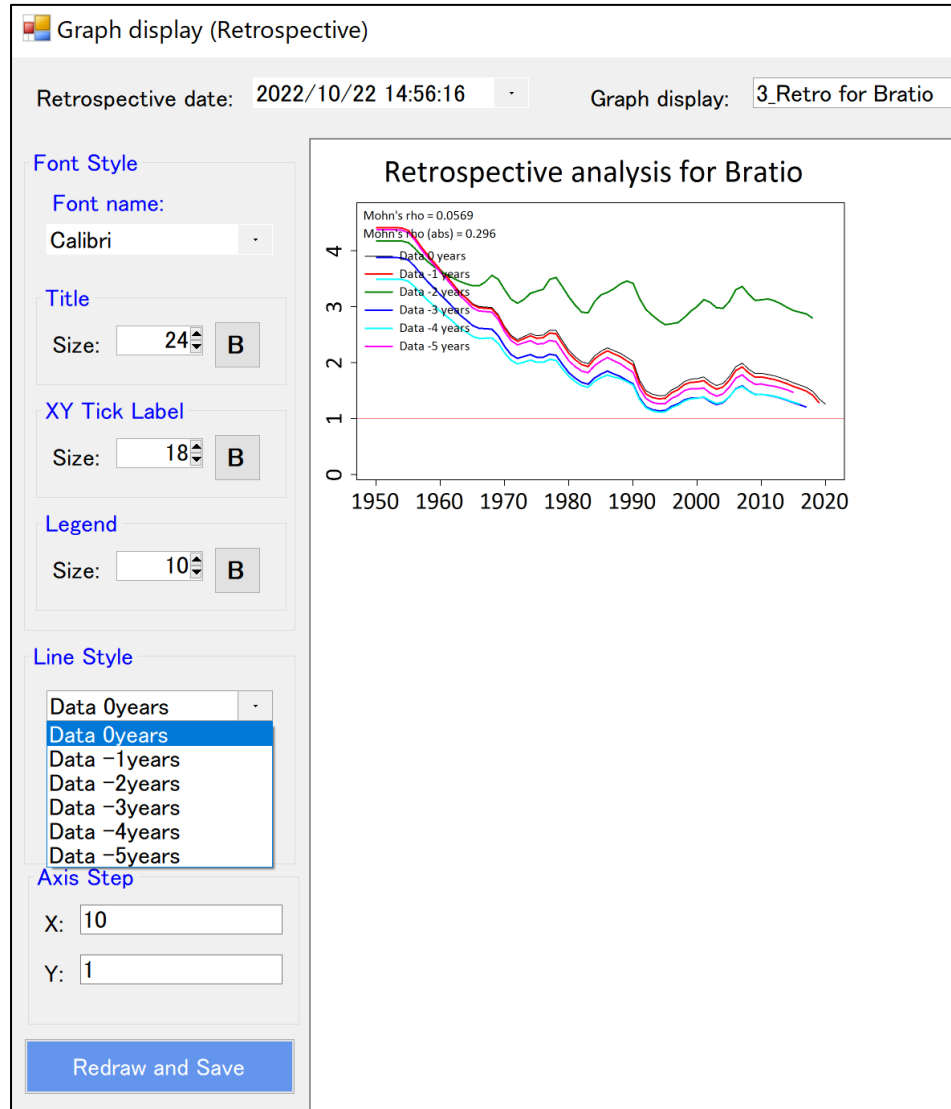 Graph display (Retrospective)
Retrospective date: 2022/10/22 14:56:16 Graph display: 3_Retro for Bratio
Font Style
Font name:
Calibri
Title
Size: 24 B
XY Tick Label
Size: 18 B
Legend
Size: 10 B
Line Style
Data 0years
Data 0years
Data -1years
Data -2years
Data -3years
Data -4years
Data -5years
Axis Step
X: 10
Y: 1
Redraw and Save
Retrospective analysis for Bratio
Mohn's rho = 0.0569
Mohn's rho (abs) = 0.296
Data 0 years
Data -1 years
Data -2 years
Data -3 years
Data -4 years
Data -5 years
4
3
2
1
0
1950 1960 1970 1980 1990 2000 2010 2020